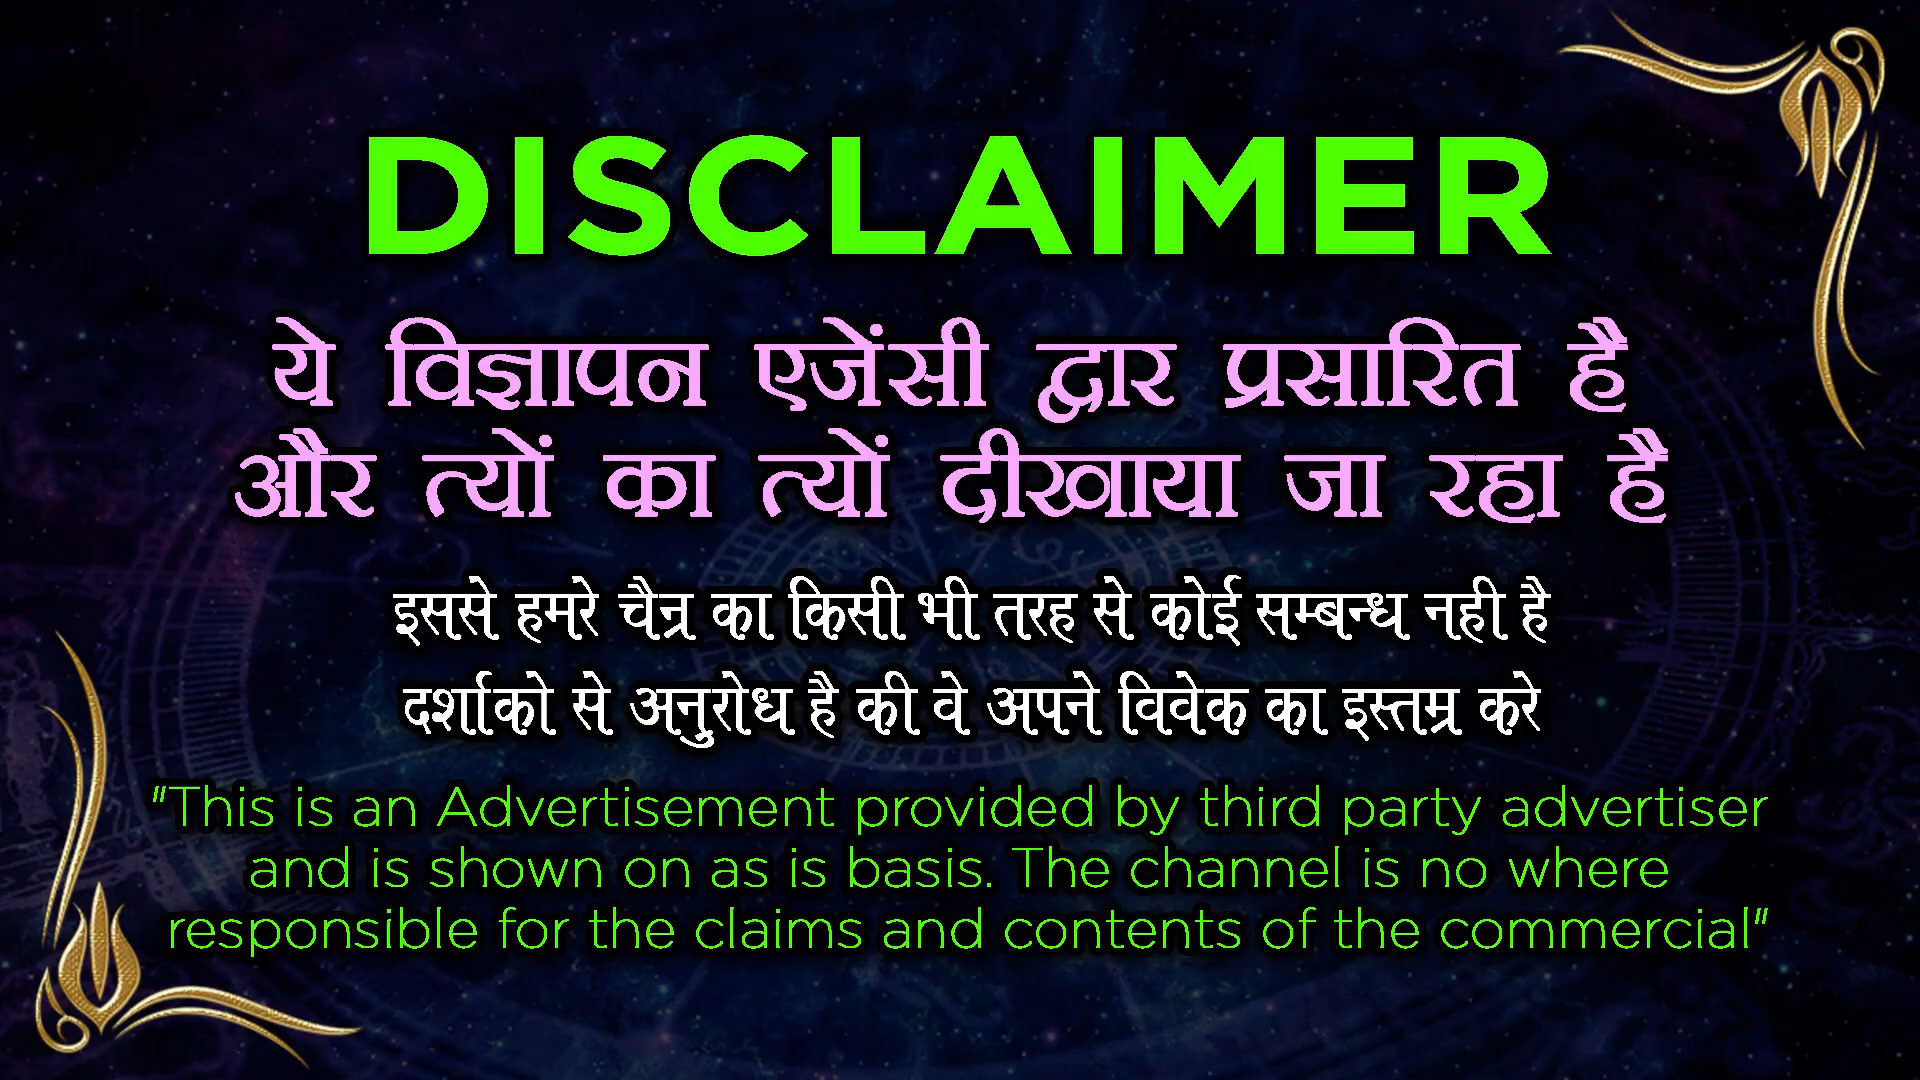 DISCLAIMER
ये विज्ञापन एजेंसी द्वार प्रसारित है
और त्यों का त्यों दीखाया जा रहा है
इससे हमरे चैन्र का किसी भी तरह से कोई सम्बन्ध नही है
दर्शाको से अनुरोध है की वे अपने विवेक का इस्तम्र करे
"This is an Advertisement provided by third party advertiser
and is shown on as is basis. The channel is no where
responsible for the claims and contents of the commercial"